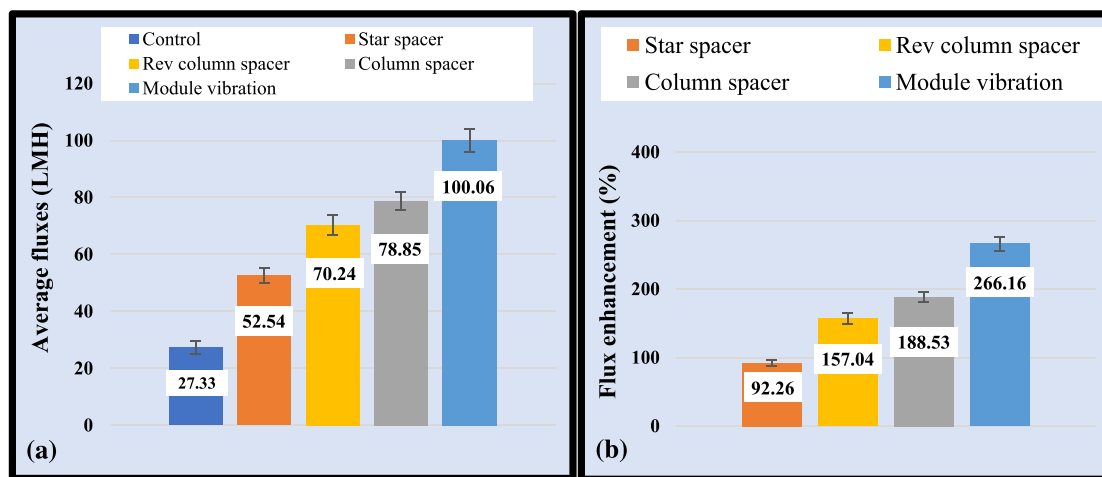 Control
Star spacer
Rev column spacer
Column spacer
Module vibration
Average fluxes (LMH)
120
100
80
60
40
20
0
27.33
52.54
70.24
78.85
100.06
(a)
Star spacer
Rev column spacer
Column spacer
Module vibration
Flux enhancement (%)
400
300
200
100
0
92.26
157.04
188.53
266.16
(b)